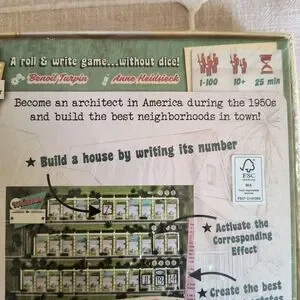 A roll & write game...without dice!
Benoit Turpin Anne Heidsieck
1-100 10+ 25 min
Become an architect in America during the 1950s
and build the best neighborhoods in town!
Build a house by writing its number
FSC
MIX
Activate the
Corresponding
Effect
Create the best